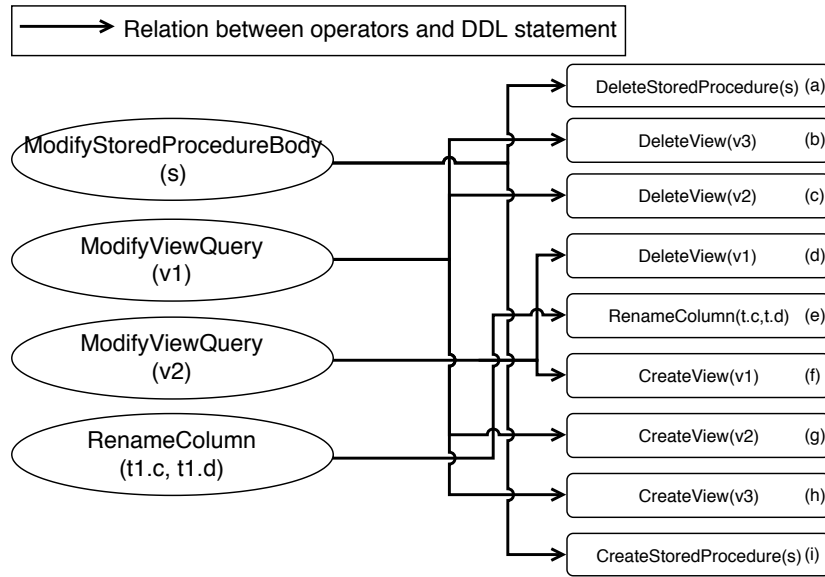 Relation between operators and DDL statement
ModifyStoredProcedureBody
(s)
ModifyViewQuery
(v1)
ModifyViewQuery
(v2)
RenameColumn
(t1.c, t1.d)
DeleteStoredProcedure(s) (a)
DeleteView(v3) (b)
DeleteView(v2) (c)
DeleteView(v1) (d)
RenameColumn(t.c,t.d) (e)
CreateView(v1) (f)
CreateView(v2) (g)
CreateView(v3) (h)
CreateStoredProcedure(s) (i)